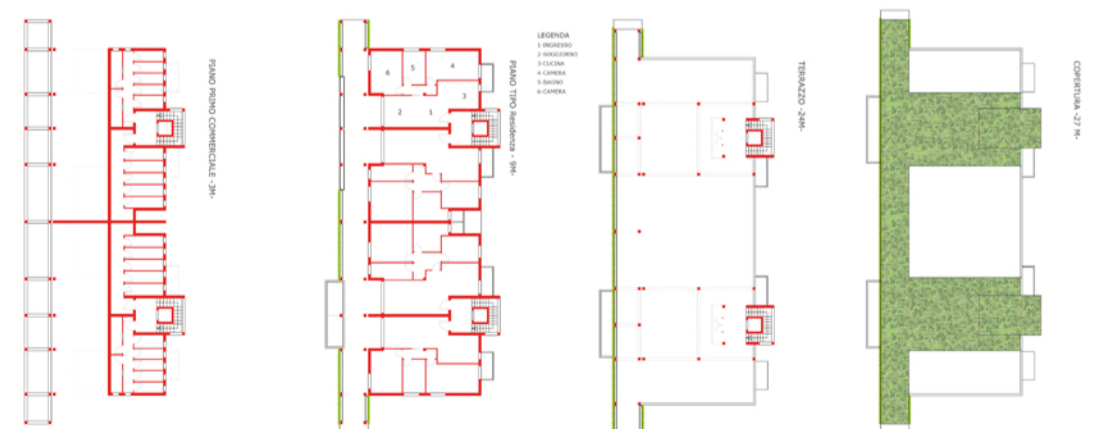 PIANO PRIMO COMMERCIALE -3M-
PIANO TIPO Residenza - 9M-
LEGENDA
1-INGRESSO
2-SOGGIORNO
3-CUCINA
4-CAMERA
5-BAGNO
6-CAMERA
6
5
4
3
2
1
TERRAZZO -24M-
COPERTURA -27 M-